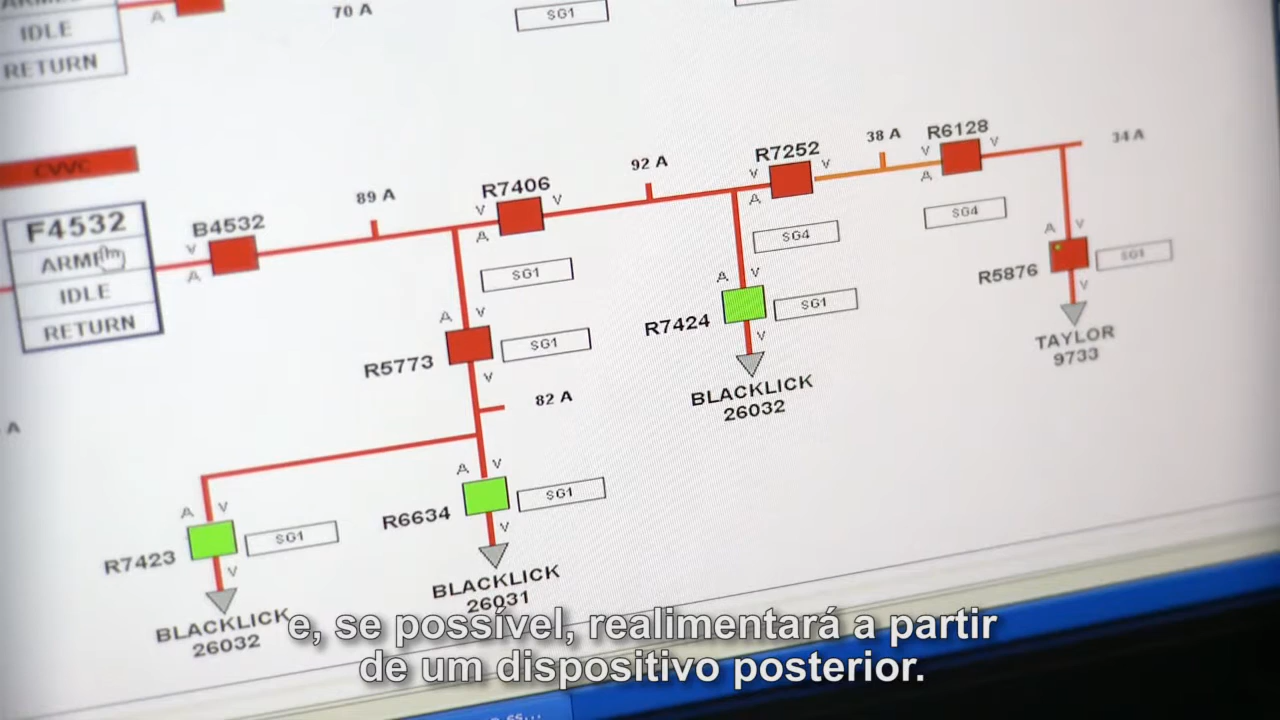 IDLE
RETURN
A
70 A
SG1
CVVC
F4532
ARME
IDLE
RETURN
V
A
B4532
89 A
V
A
R7406
V
SG1
92 A
V
A
R7252
V
SG4
38 A
V
A
R6128
V
SG4
34 A
A V
R5876
SG1
V
TAYLOR
9733
A V
R7424
SG1
V
BLACKLICK
26032
A V
R5773
SG1
V
82 A
A
A V
R6634
SG1
V
BLACKLICK
26031
A V
R7423
SG1
V
BLACKLICK
26032
e, se possível, realimentará a partir
de um dispositivo posterior.